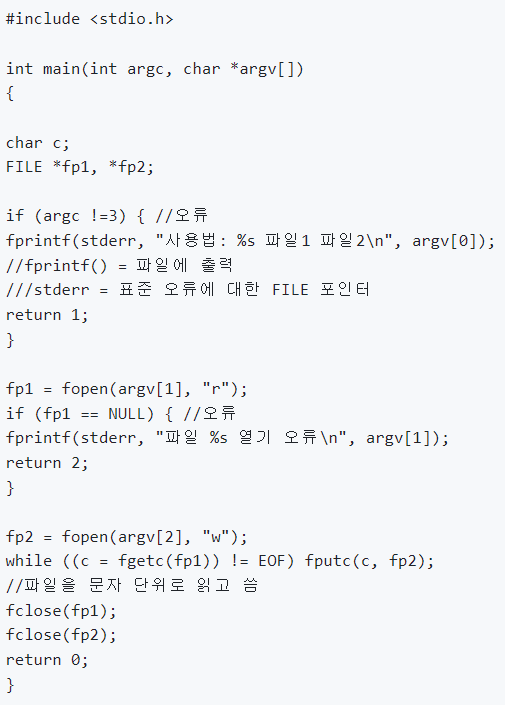 #include <stdio.h>
int main(int argc, char *argv[])
{
char c;
FILE *fp1, *fp2;
if (argc !=3) { //오류
fprintf(stderr, "사용법: %s 파일1 파일2\n", argv[0]);
//fprintf() = 파일에 출력
///stderr = 표준 오류에 대한 FILE 포인터
return 1;
}
fp1 = fopen(argv[1], "r");
if (fp1 == NULL) { //오류
fprintf(stderr, "파일 %s 열기 오류\n", argv[1]);
return 2;
}
fp2 = fopen(argv[2], "w");
while ((c = fgetc(fp1)) != EOF) fputc(c, fp2);
//파일을 문자 단위로 읽고 씀
fclose(fp1);
fclose(fp2);
return 0;
}